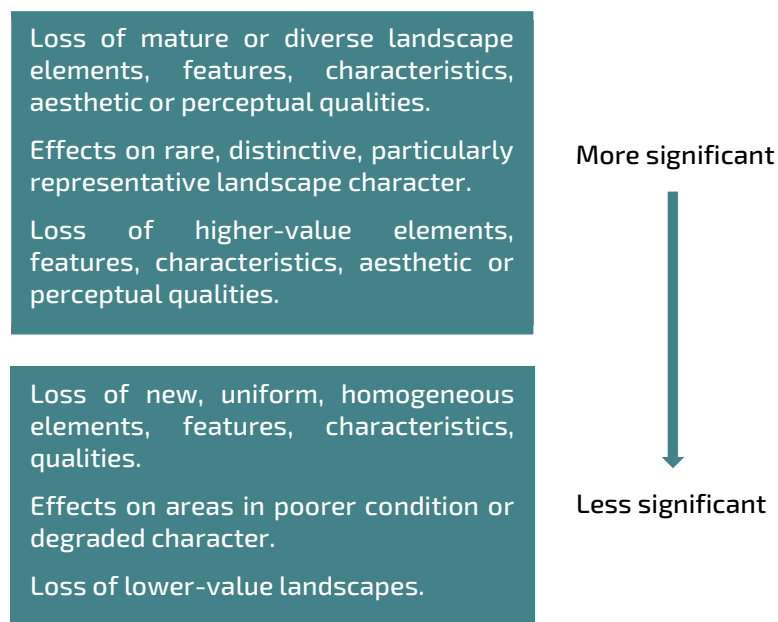 Loss of mature or diverse landscape
elements, features, characteristics,
aesthetic or perceptual qualities.
Effects on rare, distinctive, particularly
representative landscape character.
Loss of higher-value elements,
features, characteristics, aesthetic or
perceptual qualities.
More significant
Loss of new, uniform, homogeneous
elements, features, characteristics,
qualities.
Effects on areas in poorer condition or
degraded character.
Loss of lower-value landscapes.
Less significant